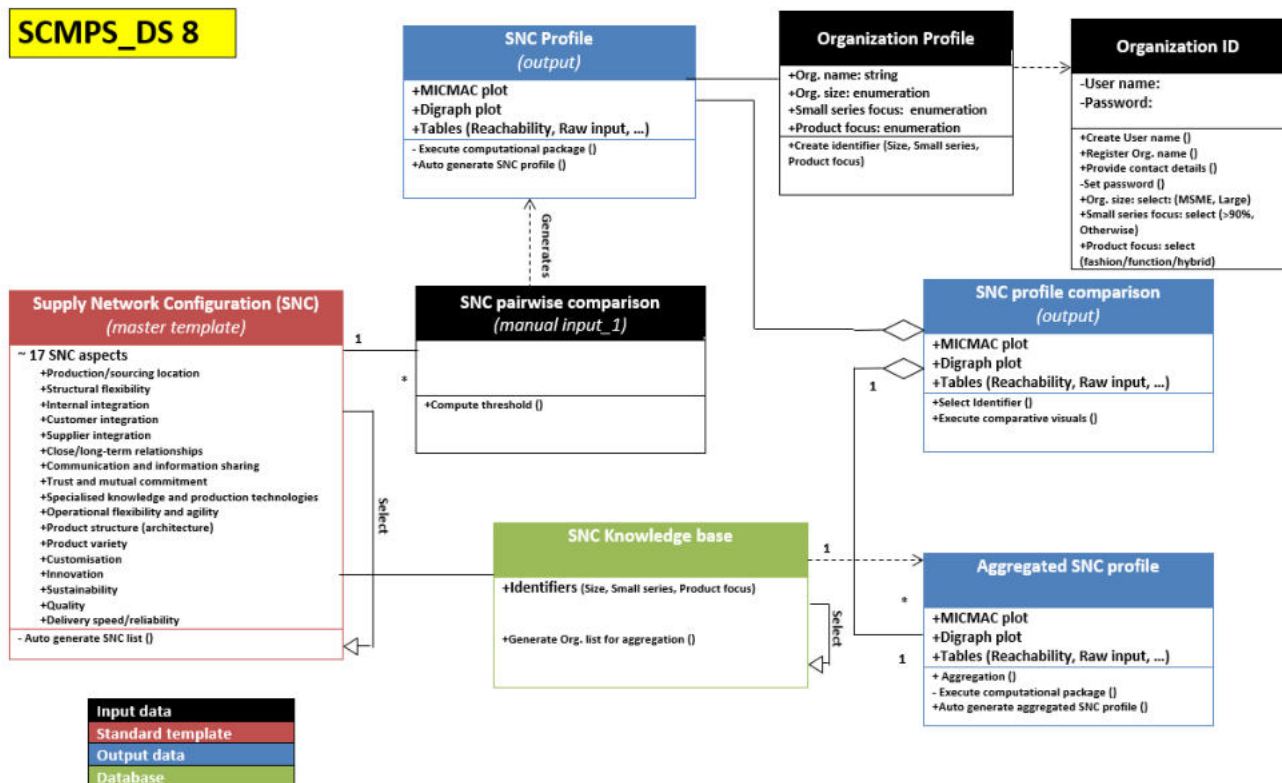 SCMPS_DS 8
SNC Profile
(output)
+MICMAC plot
+Digraph plot
+Tables (Reachability, Raw input, ...)
- Execute computational package ()
+Auto generate SNC profile ()
Organization Profile
+Org. name: string
+Org. size: enumeration
+Small series focus: enumeration
+Product focus: enumeration
+Create identifier (Size, Small series,
Product focus)
Organization ID
-User name:
-Password:
+Create User name ()
+Register Org. name ()
+Provide contact details ()
-Set password ()
+Org. size: select: (MSME, Large)
+Small series focus: select (>90%,
Otherwise)
+Product focus: select
(fashion/function/hybrid)
Generates
Supply Network Configuration (SNC)
(master template)
~ 17 SNC aspects
+Production/sourcing location
+Structural flexibility
+Internal integration
+Customer integration
+Supplier integration
+Close/long-term relationships
+Communication and information sharing
+Trust and mutual commitment
+Specialised knowledge and production technologies
+Operational flexibility and agility
+Product structure (architecture)
+Product variety
+Customisation
+Innovation
+Sustainability
+Quality
+Delivery speed/reliability
- Auto generate SNC list ()
1
*
Select
SNC pairwise comparison
(manual input_1)
+Compute threshold ()
SNC profile comparison
(output)
+MICMAC plot
+Digraph plot
+Tables (Reachability, Raw input, ...)
+Select Identifier ()
+Execute comparative visuals ()
1
SNC Knowledge base
+Identifiers (Size, Small series, Product focus)
+Generate Org. list for aggregation ()
Select
1
*
1
Aggregated SNC profile
+MICMAC plot
+Digraph plot
+Tables (Reachability, Raw input, ...)
+ Aggregation ()
- Execute computational package ()
+Auto generate aggregated SNC profile ()
Input data
Standard template
Output data
Database